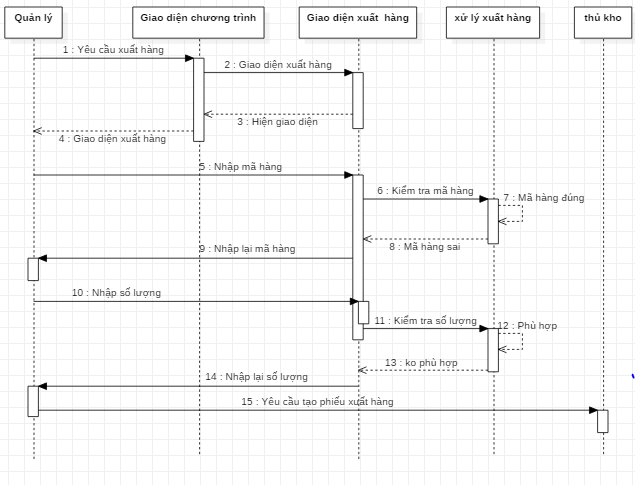 Quản lý
Giao diện chương trình
Giao diện xuất hàng
xử lý xuất hàng
thủ kho
1 : Yêu cầu xuất hàng
2 : Giao diện xuất hàng
3 : Hiện giao diện
4 : Giao diện xuất hàng
5 : Nhập mã hàng
6 : Kiểm tra mã hàng
7 : Mã hàng đúng
8 : Mã hàng sai
9 : Nhập lại mã hàng
10 : Nhập số lượng
11 : Kiểm tra số lượng
12 : Phù hợp
13 : ko phù hợp
14 : Nhập lại số lượng
15 : Yêu cầu tạo phiếu xuất hàng